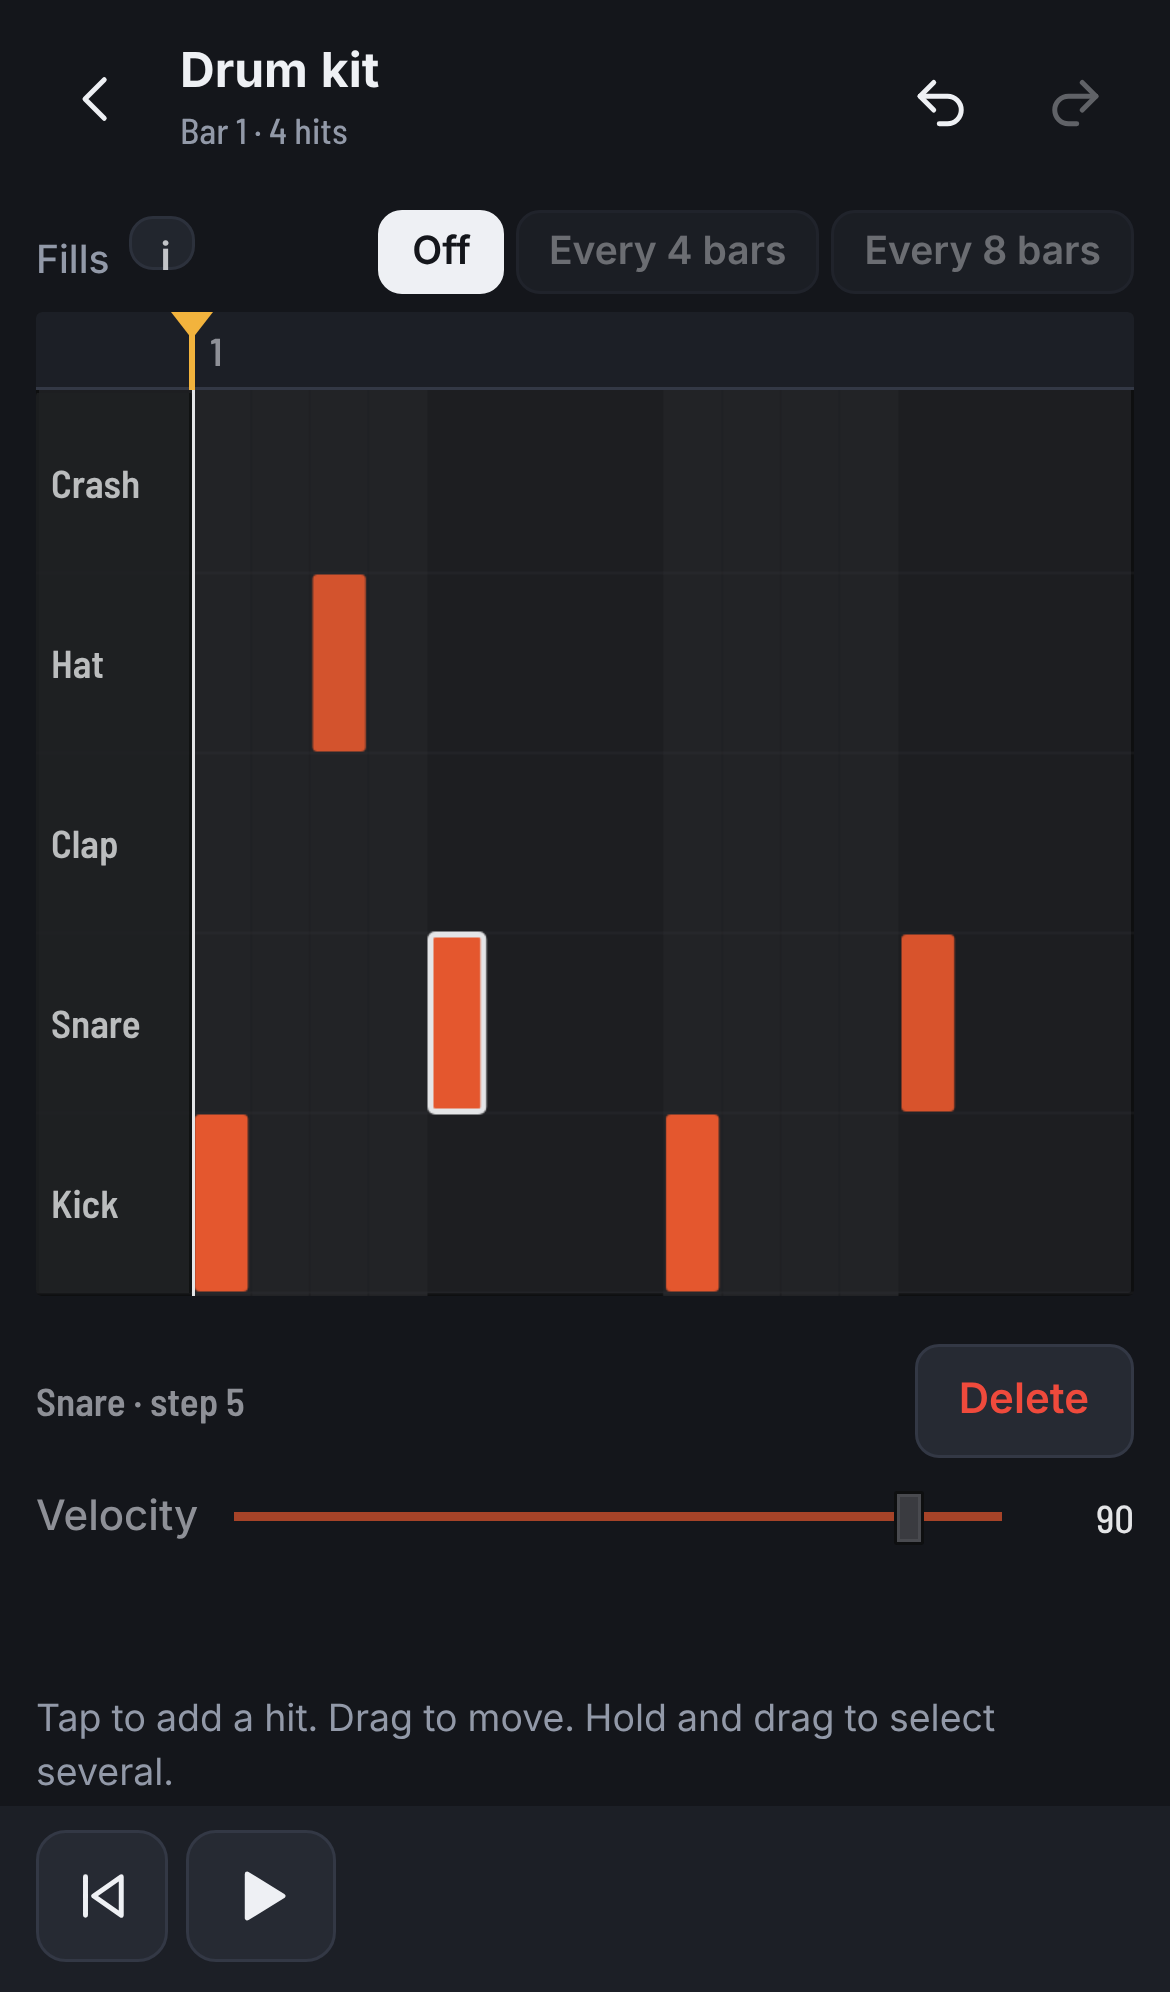 Drum kit
Bar 1 · 4 hits
Fills i Off Every 4 bars Every 8 bars
1
Crash
Hat
Clap
Snare
Kick
Snare · step 5 Delete
Velocity 90
Tap to add a hit. Drag to move. Hold and drag to select
several.